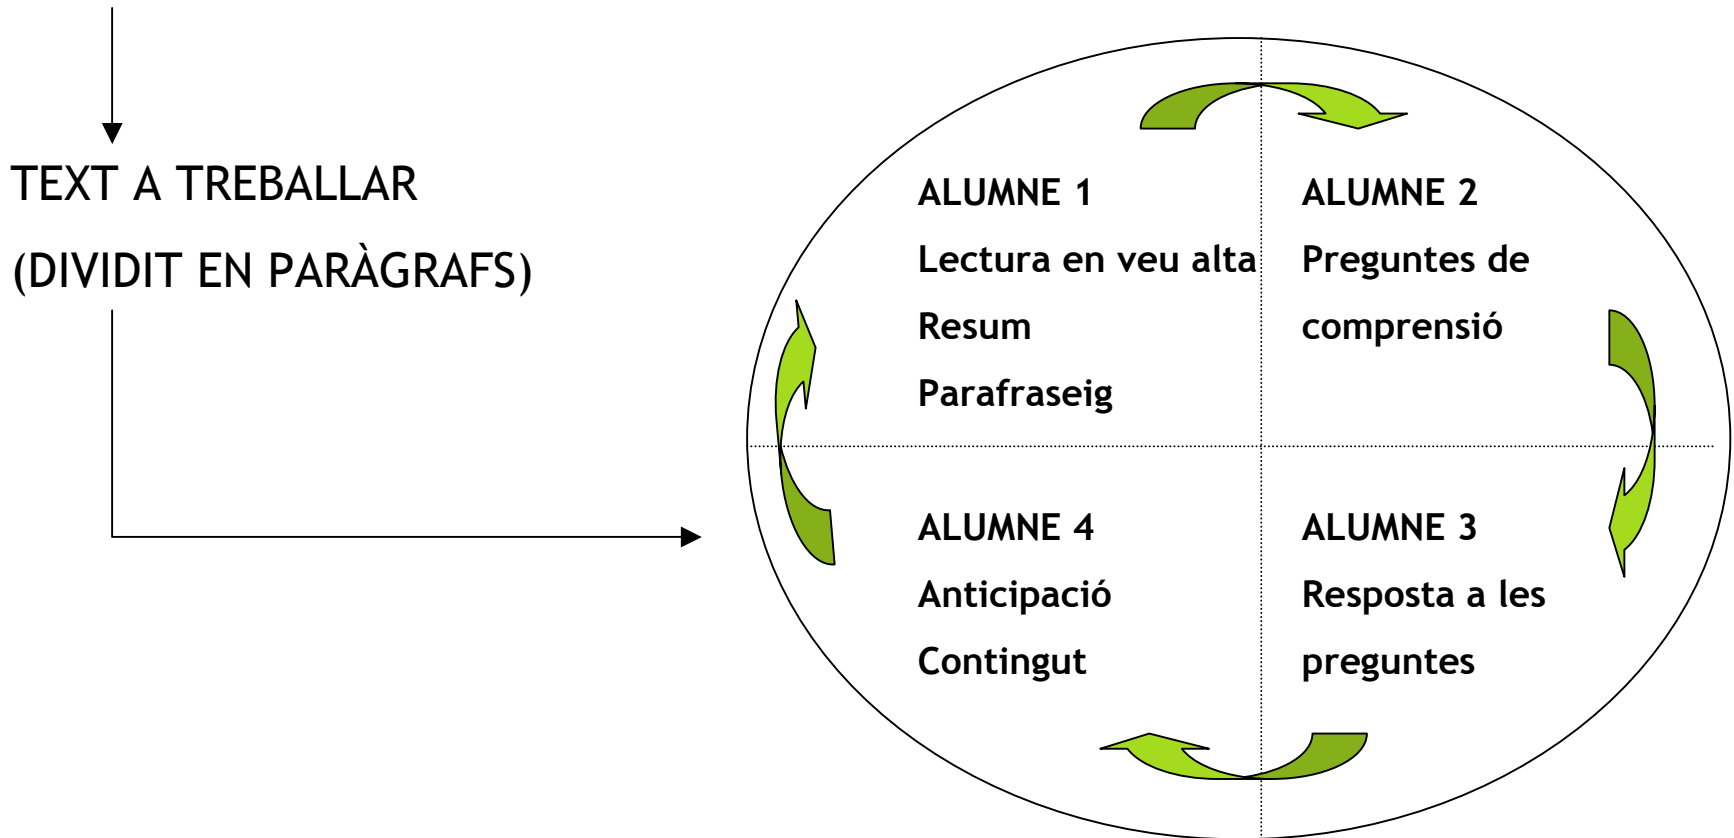 TEXT A TREBALLAR
(DIVIDIT EN PARÀGRAFS)
ALUMNE 1
Lectura en veu alta
Resum
Parafraseig
ALUMNE 2
Preguntes de
comprensió
ALUMNE 4
Anticipació
Contingut
ALUMNE 3
Resposta a les
preguntes